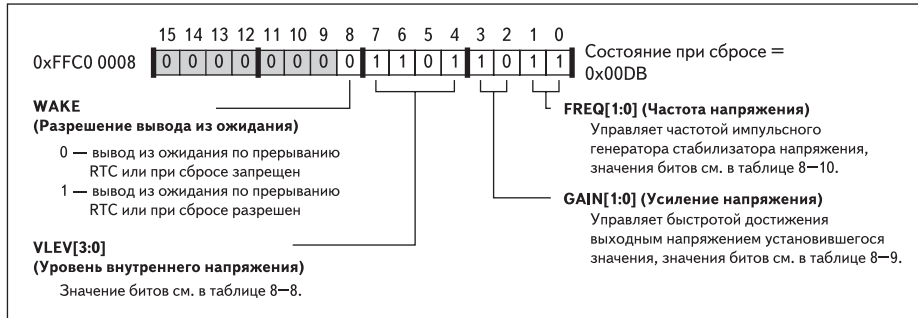 15 14 13 12 11 10 9 8 7 6 5 4 3 2 1 0
0xFFC0 0008
0 0 0 0 0 0 0 0 1 1 0 1 1 0 1 1
Состояние при сбросе =
0x00DB
WAKE
(Разрешение вывода из ожидания)
0 — вывод из ожидания по прерыванию
RTC или при сбросе запрещен
1 — вывод из ожидания по прерыванию
RTC или при сбросе разрешен
VLEV[3:0]
(Уровень внутреннего напряжения)
Значение битов см. в таблице 8—8.
FREQ[1:0] (Частота напряжения)
Управляет частотой импульсного
генератора стабилизатора напряжения,
значения битов см. в таблице 8—10.
GAIN[1:0] (Усиление напряжения)
Управляет быстротой достижения
выходным напряжением установившегося
значения, значения битов см. в таблице 8—9.